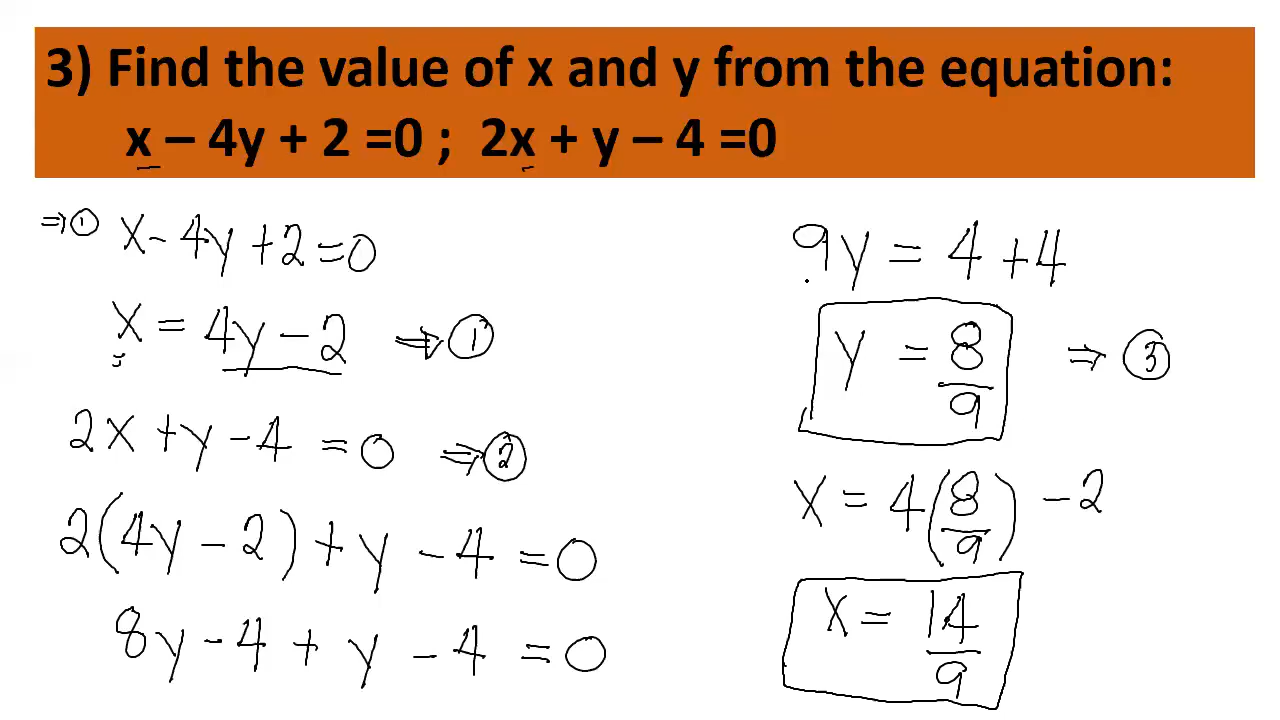 3) Find the value of x and y from the equation:
x – 4y + 2 =0 ; 2x + y – 4 =0
⇒ ① x - 4y + 2 = 0
x = 4y - 2 ⇒ ①
2x + y - 4 = 0 ⇒ ②
2(4y - 2) + y - 4 = 0
8y - 4 + y - 4 = 0
9y = 4 + 4
y = 8/9 ⇒ ③
x = 4(8/9) - 2
x = 14/9